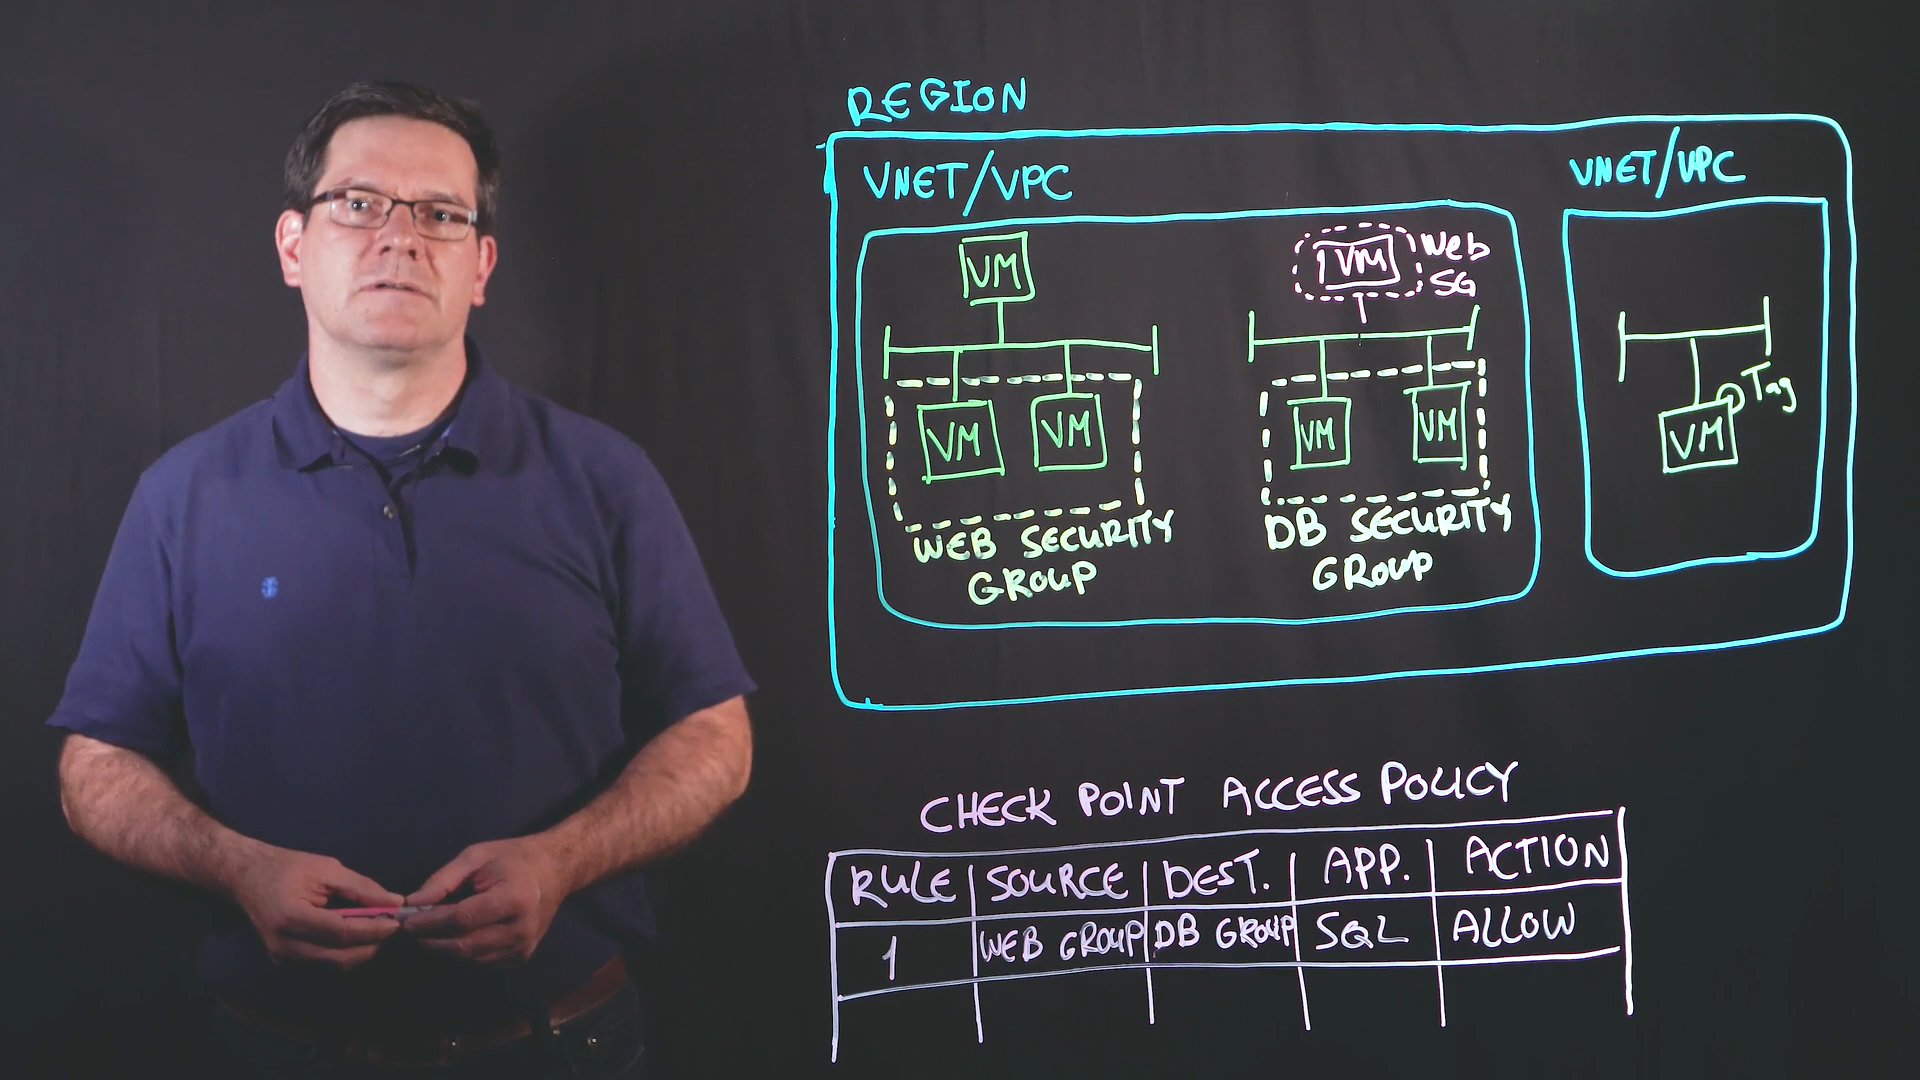 REGION
VNET/VPC
VNET/VPC
VM
VM
Web
SG
VM
VM
VM
VM
Tag
VM
WEB SECURITY
GROUP
DB SECURITY
GROUP
CHECK POINT ACCESS POLICY
RULE SOURCE DEST. APP. ACTION
1 WEB GROUP DB GROUP SQL ALLOW